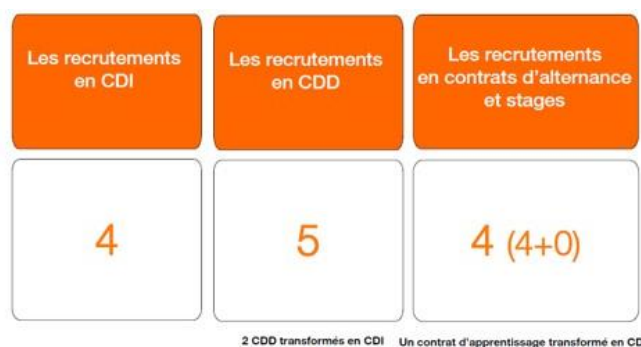 Les recrutements
en CDI
Les recrutements
en CDD
Les recrutements
en contrats d'alternance
et stages
4
5
4 (4+0)
2 CDD transformés en CDI
Un contrat d'apprentissage transformé en CD